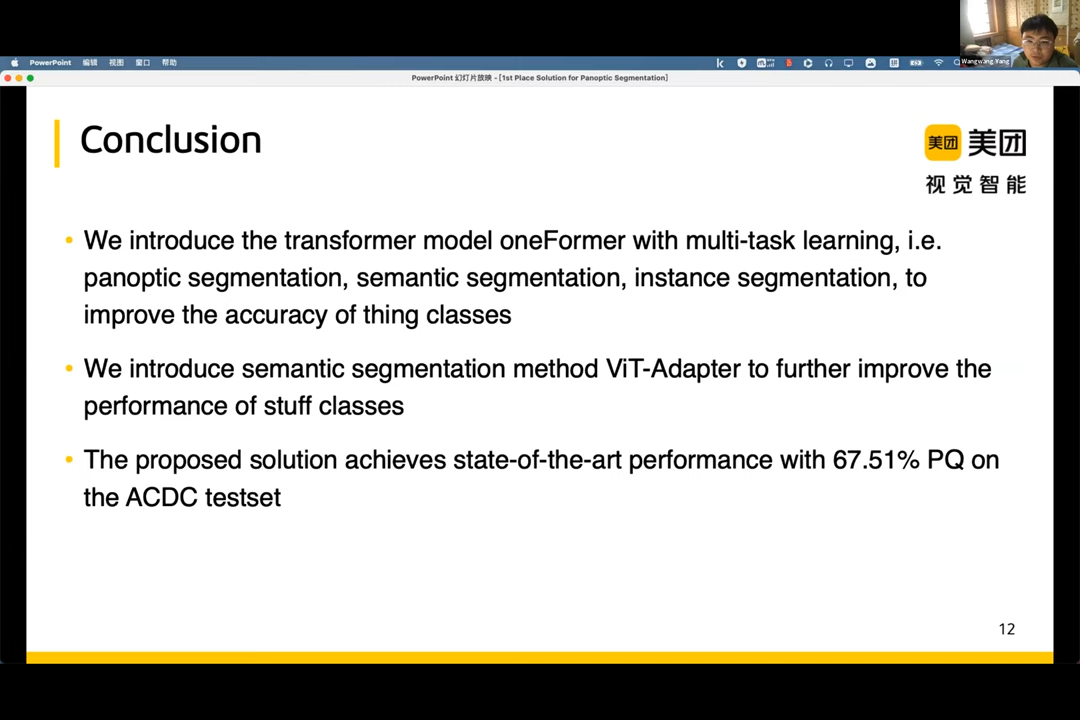 PowerPoint 编辑 视图 窗口 帮助
Wangwang Yang
PowerPoint 幻灯片放映 - [1st Place Solution for Panoptic Segmentation]
Conclusion
美团 美团
视觉智能
• We introduce the transformer model oneFormer with multi-task learning, i.e.
panoptic segmentation, semantic segmentation, instance segmentation, to
improve the accuracy of thing classes
• We introduce semantic segmentation method ViT-Adapter to further improve the
performance of stuff classes
• The proposed solution achieves state-of-the-art performance with 67.51% PQ on
the ACDC testset
12